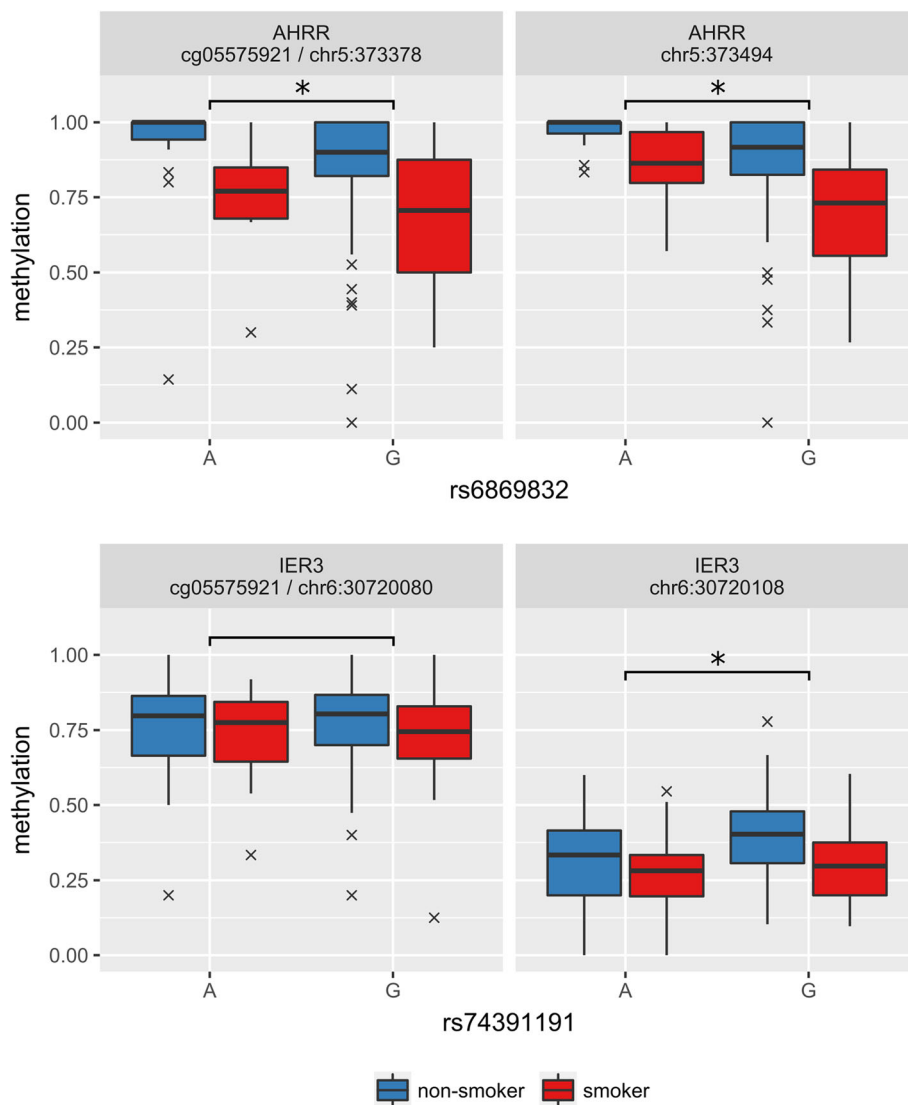 AHRR
cg05575921 / chr5:373378
AHRR
chr5:373494
*
*
methylation
1.00
0.75
0.50
0.25
0.00
A
G
A
G
rs6869832
IER3
cg05575921 / chr6:30720080
IER3
chr6:30720108
*
methylation
1.00
0.75
0.50
0.25
0.00
A
G
A
G
rs74391191
non-smoker
smoker